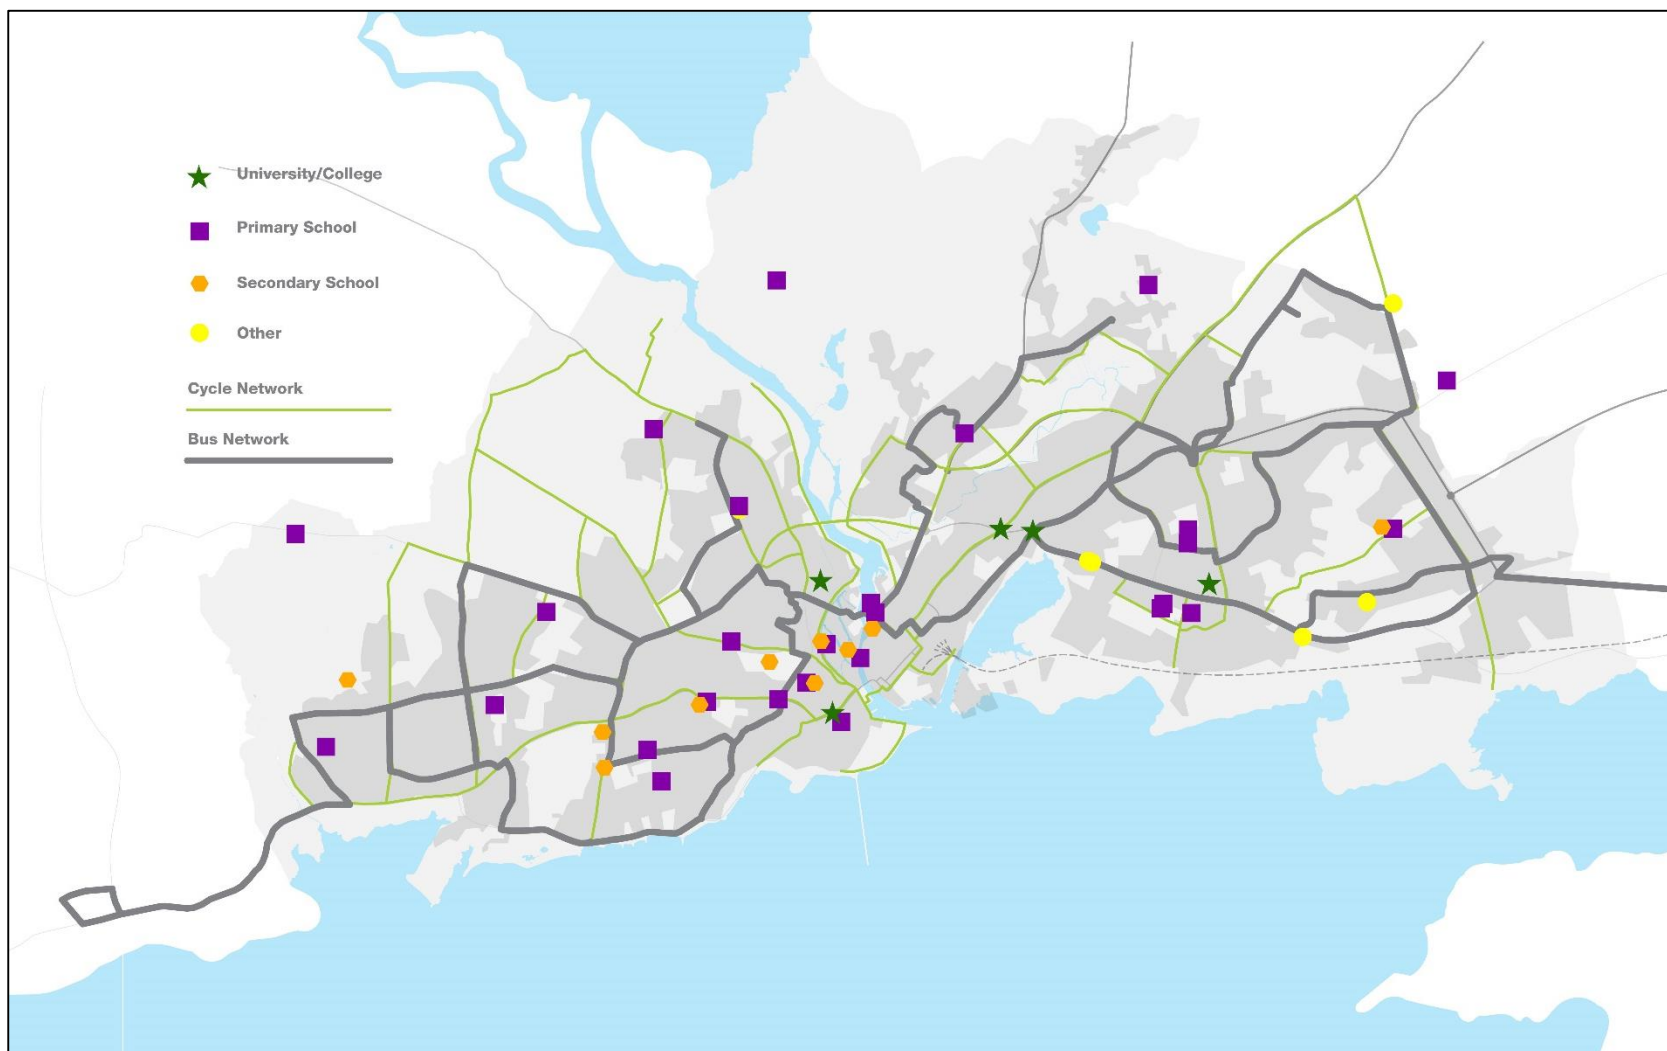 University/College
Primary School
Secondary School
Other
Cycle Network
Bus Network